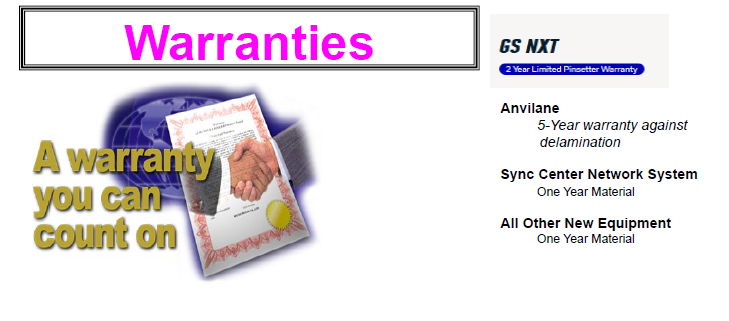 Warranties
A warranty
you can
count on
GS NXT
2 Year Limited Pinsetter Warranty
Anvilane
5-Year warranty against
delamination
Sync Center Network System
One Year Material
All Other New Equipment
One Year Material